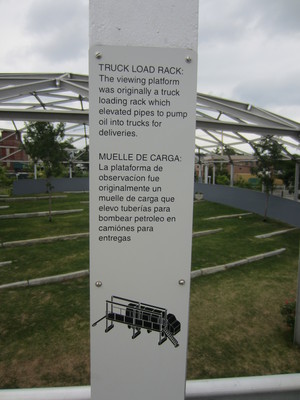 TRUCK LOAD RACK:
The viewing platform
was originally a truck
loading rack which
elevated pipes to pump
oil into trucks for
deliveries.
MUELLE DE CARGA:
La plataforma de
observacion fue
originalmente un
muelle de carga que
elevo tuberías para
bombear petroleo en
camiónes para
entregas